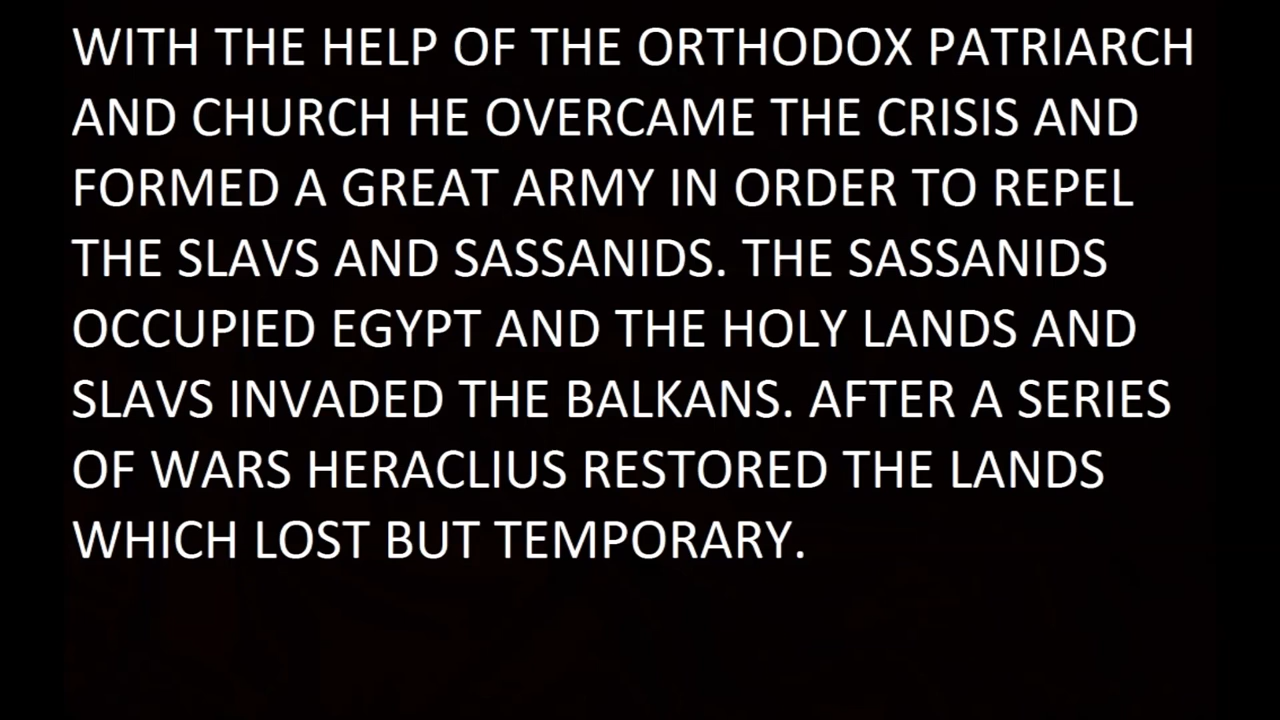 WITH THE HELP OF THE ORTHODOX PATRIARCH
AND CHURCH HE OVERCAME THE CRISIS AND
FORMED A GREAT ARMY IN ORDER TO REPEL
THE SLAVS AND SASSANIDS. THE SASSANIDS
OCCUPIED EGYPT AND THE HOLY LANDS AND
SLAVS INVADED THE BALKANS. AFTER A SERIES
OF WARS HERACLIUS RESTORED THE LANDS
WHICH LOST BUT TEMPORARY.